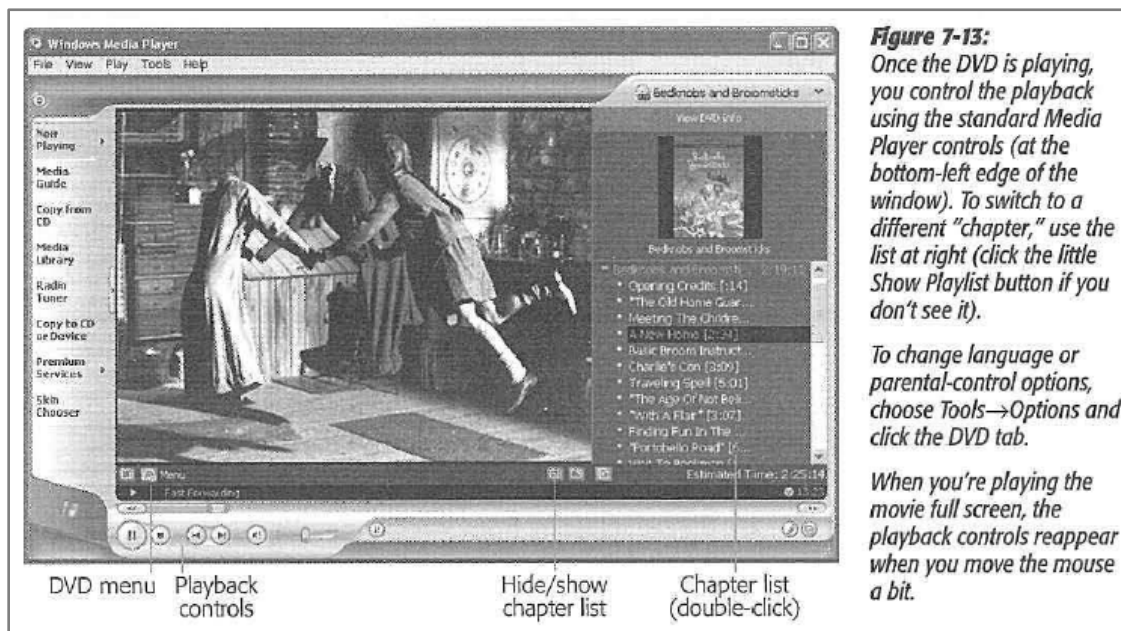 Windows Media Player
File View Play Tools Help
Bedknobs and Broomsticks
View DVD info
Now
Playing
Media
Guide
Copy from
CD
Media
Library
Radio
Tuner
Copy to CD
or Device
Premium
Services
Skin
Chooser
Bedknobs and Broomsticks
Bedknobs and Broomsti...
Opening Credits [:14]
"The Old Home Guar...
Meeting The Childre...
A New Home [2:34]
Basic Broom Instruct...
Charlie's Con [3:09]
Traveling Spell [5:01]
"The Age Of Not Beli...
"With A Flair" [3:07]
Finding Fun In The ...
"Portobello Road" [6...
Menu
Estimated Time: 2:25:14
Fast Forwarding
DVD menu
Playback
controls
Hide/show
chapter list
Chapter list
(double-click)
Figure 7-13:
Once the DVD is playing,
you control the playback
using the standard Media
Player controls (at the
bottom-left edge of the
window). To switch to a
different "chapter," use the
list at right (click the little
Show Playlist button if you
don't see it).
To change language or
parental-control options,
choose Tools→Options and
click the DVD tab.
When you're playing the
movie full screen, the
playback controls reappear
when you move the mouse
a bit.